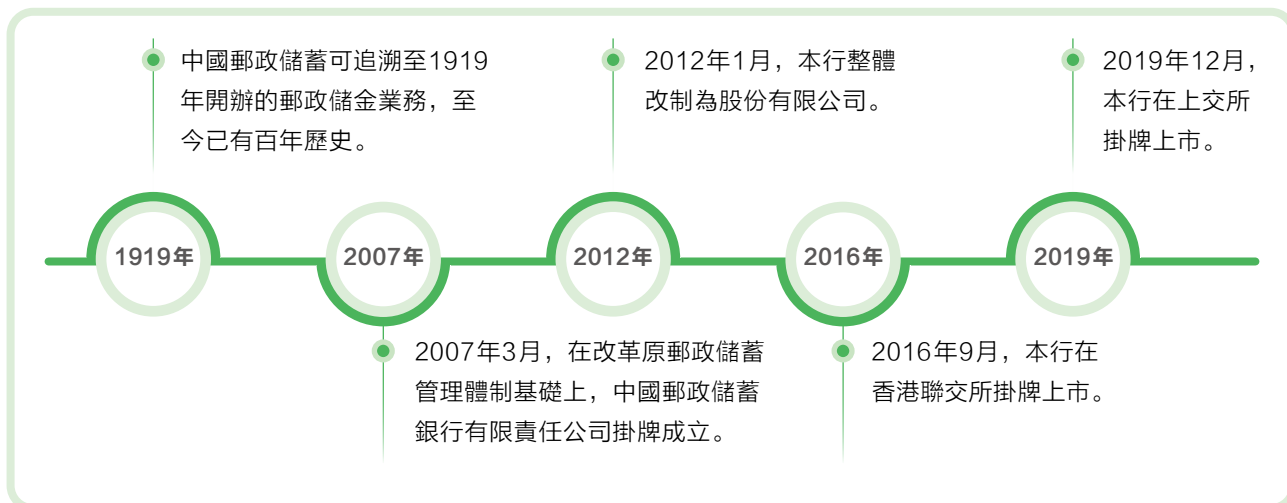 中國郵政儲蓄可追溯至1919
年開辦的郵政儲金業務，至
今已有百年歷史。
2012年1月，本行整體
改制為股份有限公司。
2019年12月，
本行在上交所
掛牌上市。
1919年
2007年
2012年
2016年
2019年
2007年3月，在改革原郵政儲蓄
管理體制基礎上，中國郵政儲蓄
銀行有限責任公司掛牌成立。
2016年9月，本行在
香港聯交所掛牌上市。